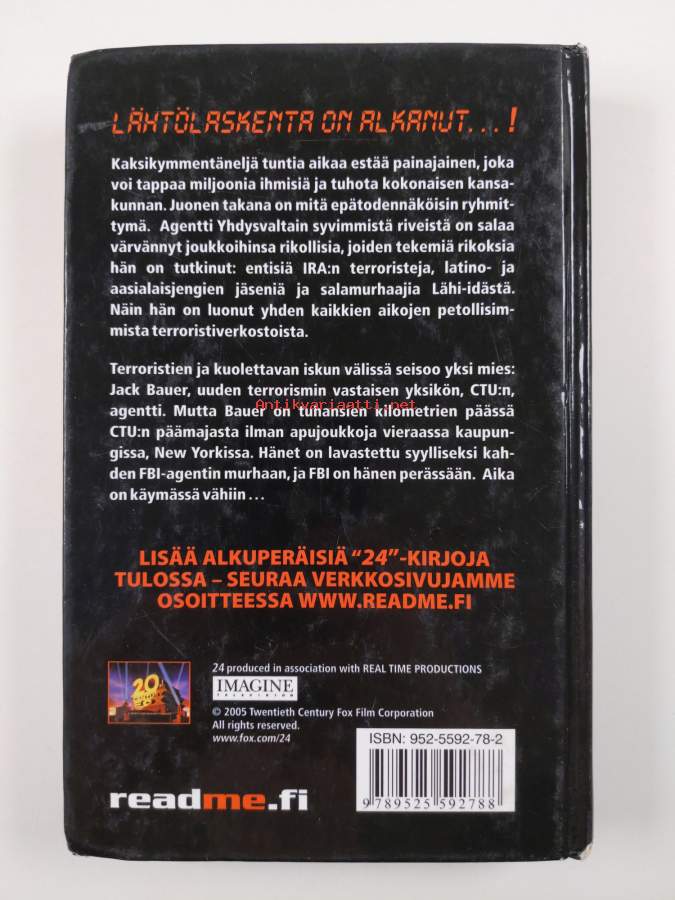 LÄHTÖLASKENTA ON ALKANUT...!
Kaksikymmentäneljä tuntia aikaa estää painajainen, joka
voi tappaa miljoonia ihmisiä ja tuhota kokonaisen kansa-
kunnan. Juonen takana on mitä epätodennäköisin ryhmit-
tymä. Agentti Yhdysvaltain syvimmistä riveistä on salaa
värvännyt joukkoihinsa rikollisia, joiden tekemiä rikoksia
hän on tutkinut: entisiä IRA:n terroristeja, latino- ja
aasialaisjengien jäseniä ja salamurhaajia Lähi-idästä.
Näin hän on luonut yhden kaikkien aikojen petollisim-
mista terroristiverkostoista.
Terroristien ja kuolettavan iskun välissä seisoo yksi mies:
Jack Bauer, uuden terrorismin vastaisen yksikön, CTU:n,
agentti. Mutta Bauer on tuhansien kilometrien päässä
Antikvariaatti.net
CTU:n päämajasta ilman apujoukkoja vieraassa kaupun-
gissa, New Yorkissa. Hänet on lavastettu syylliseksi kah-
den FBI-agentin murhaan, ja FBI on hänen perässään. Aika
on käymässä vähiin...
LISÄÄ ALKUPERÄISIÄ “24”-KIRJOJA
TULOSSA – SEURAA VERKKOSIVUJAMME
OSOITTEESSA WWW.README.FI
20
CENTURY
FOX
24 produced in association with REAL TIME PRODUCTIONS
IMAGINE
TELEVISION
© 2005 Twentieth Century Fox Film Corporation
All rights reserved.
www.fox.com/24
ISBN: 952-5592-78-2
9 789525 592788
readme.fi